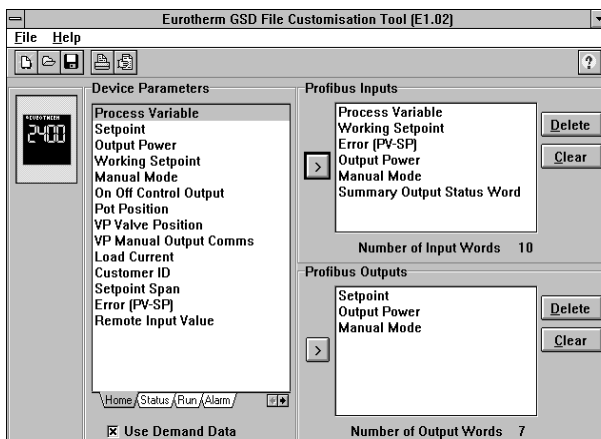 Eurotherm GSD File Customisation Tool (E1.02)
File Help
?
Device Parameters
EUROTHERM
2400
Process Variable
Setpoint
Output Power
Working Setpoint
Manual Mode
On Off Control Output
Pot Position
VP Valve Position
VP Manual Output Comms
Load Current
Customer ID
Setpoint Span
Error (PV-SP)
Remote Input Value
Home Status Run Alarm
Use Demand Data
Profibus Inputs
>
Process Variable
Working Setpoint
Error (PV-SP)
Output Power
Manual Mode
Summary Output Status Word
Delete
Clear
Number of Input Words 10
Profibus Outputs
>
Setpoint
Output Power
Manual Mode
Delete
Clear
Number of Output Words 7